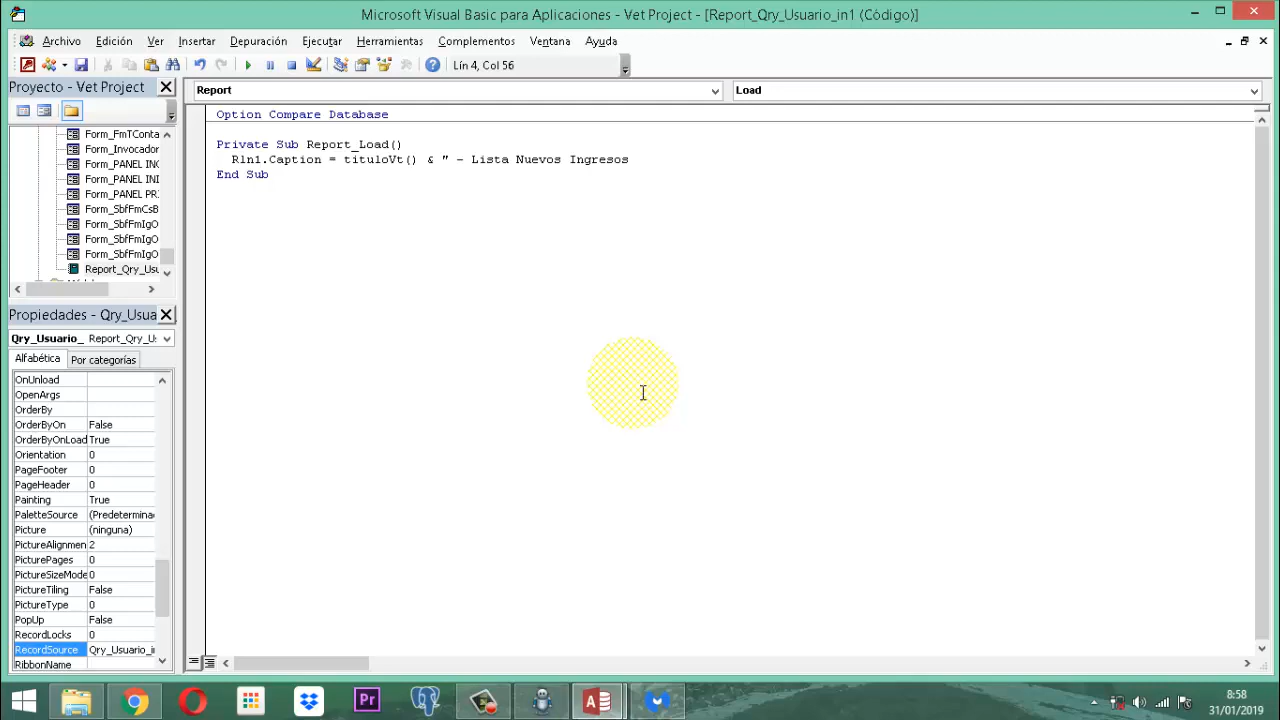 Microsoft Visual Basic para Aplicaciones - Vet Project - [Report_Qry_Usuario_in1 (Código)]
Archivo Edición Ver Insertar Depuración Ejecutar Herramientas Complementos Ventana Ayuda
Lín 4, Col 56
Proyecto - Vet Project
Report
Load
Form_FmTConta
Form_Invocador
Form_PANEL ING
Form_PANEL INI
Form_PANEL PR
Form_SbfFmCsB
Form_SbfFmIgO
Form_SbfFmIgO
Form_SbfFmIgO
Report_Qry_Usu
Option Compare Database
Private Sub Report_Load()
Rln1.Caption = tituloVt() & " - Lista Nuevos Ingresos
End Sub
Propiedades - Qry_Usua
Qry_Usuario_ Report_Qry_U
Alfabética Por categorías
OnUnload
OpenArgs
OrderBy
OrderByOn False
OrderByOnLoad True
Orientation 0
PageFooter 0
PageHeader 0
Painting True
PaletteSource (Predetermina
Picture (ninguna)
PictureAlignmen 2
PicturePages 0
PictureSizeMode 0
PictureTiling False
PictureType 0
PopUp False
RecordLocks 0
RecordSource Qry_Usuario_in
RibbonName
Pr
8:58
31/01/2019